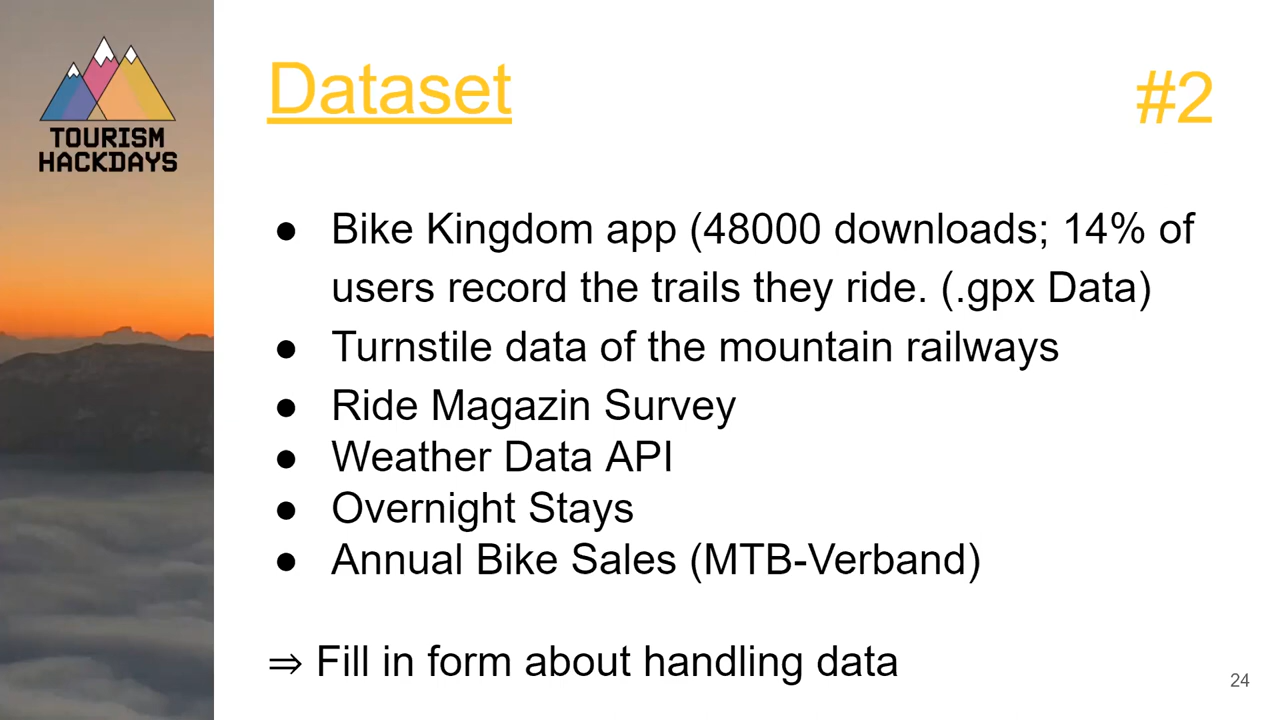 TOURISM
HACKDAYS
Dataset
#2
● Bike Kingdom app (48000 downloads; 14% of
users record the trails they ride. (.gpx Data)
● Turnstile data of the mountain railways
● Ride Magazin Survey
● Weather Data API
● Overnight Stays
● Annual Bike Sales (MTB-Verband)
⇒ Fill in form about handling data
24